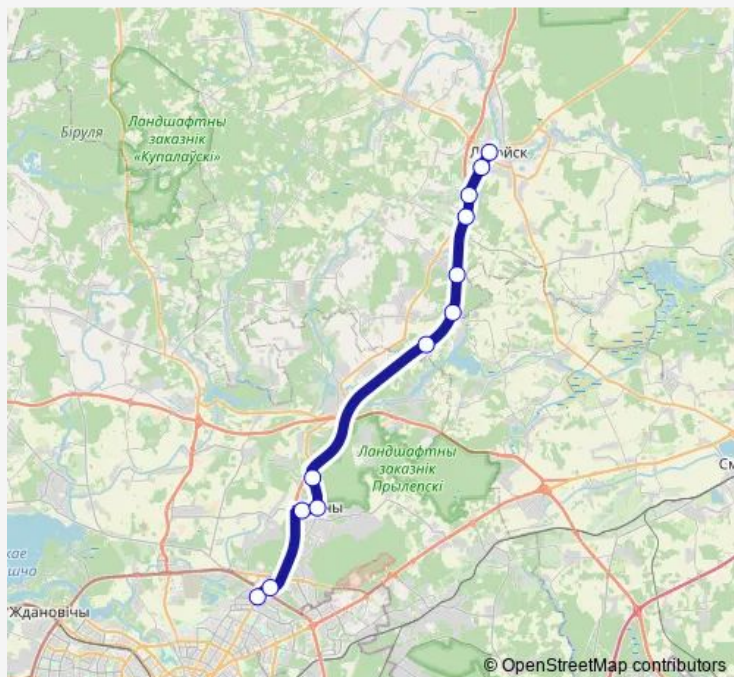 Ландшафтны
заказнік
«Купалаўскі»
Біруля
Ландшафтны
заказнік
Прылепскі
Ждановічы
© OpenStreetMap contributors